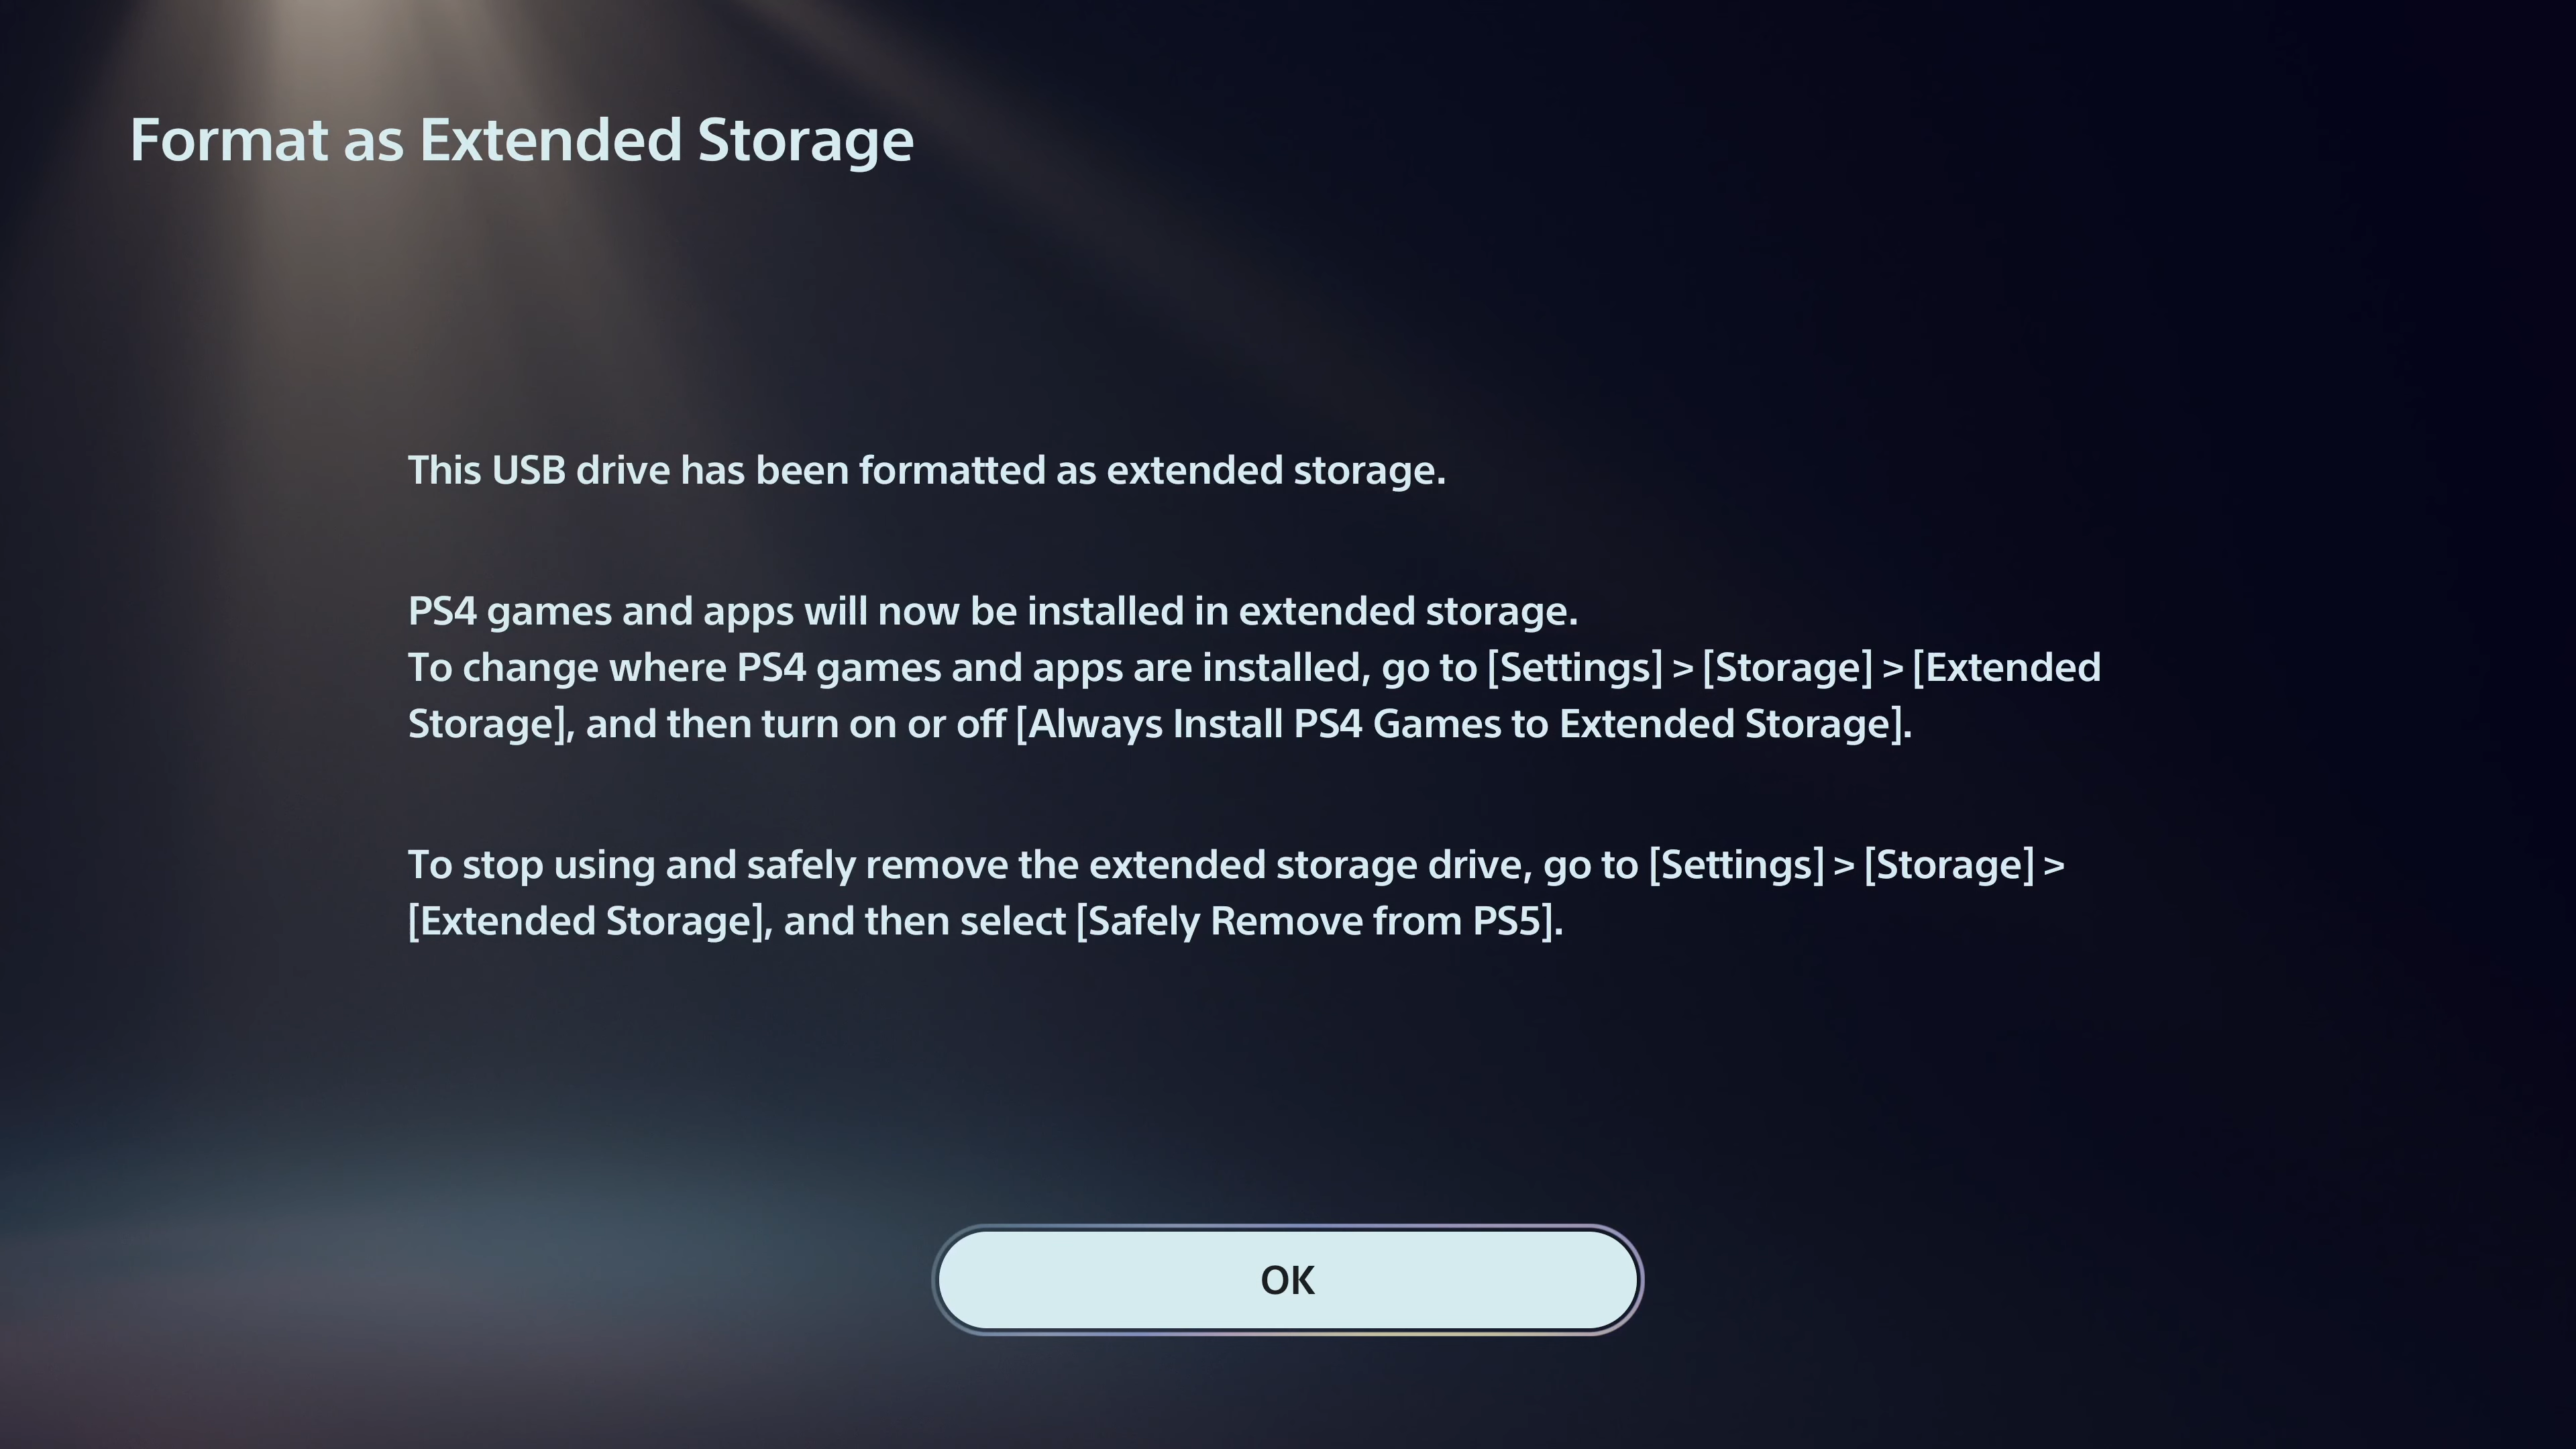 Format as Extended Storage
This USB drive has been formatted as extended storage.
PS4 games and apps will now be installed in extended storage.
To change where PS4 games and apps are installed, go to [Settings] > [Storage] > [Extended
Storage], and then turn on or off [Always Install PS4 Games to Extended Storage].
To stop using and safely remove the extended storage drive, go to [Settings] > [Storage] >
[Extended Storage], and then select [Safely Remove from PS5].
OK